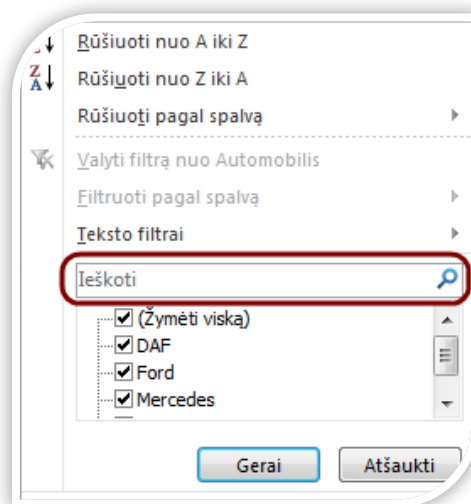 Rūšiuoti nuo A iki Z
Rūšiuoti nuo Z iki A
Rūšiuoti pagal spalvą
Valyti filtrą nuo Automobilis
Filtruoti pagal spalvą
Teksto filtrai
Ieškoti
(Žymėti viską)
DAF
Ford
Mercedes
Gerai
Atšaukti